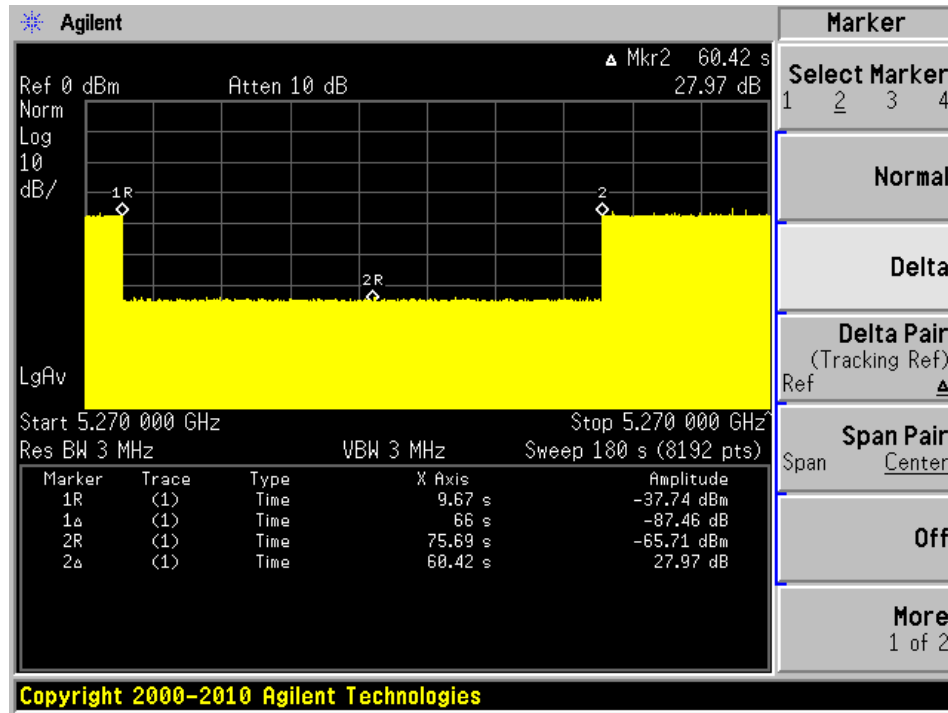 Agilent
Marker
Δ Mkr2 60.42 s
Ref 0 dBm Atten 10 dB 27.97 dB
Norm
Log
10
dB/
1R
2
2R
LgAv
Start 5.270 000 GHz Stop 5.270 000 GHz^
Res BW 3 MHz VBW 3 MHz Sweep 180 s (8192 pts)
Marker Trace Type X Axis Amplitude
1R (1) Time 9.67 s -37.74 dBm
1Δ (1) Time 66 s -87.46 dB
2R (1) Time 75.69 s -65.71 dBm
2Δ (1) Time 60.42 s 27.97 dB
Select Marker
1 2 3 4
Normal
Delta
Delta Pair
(Tracking Ref)
Ref Δ
Span Pair
Span Center
Off
More
1 of 2
Copyright 2000-2010 Agilent Technologies